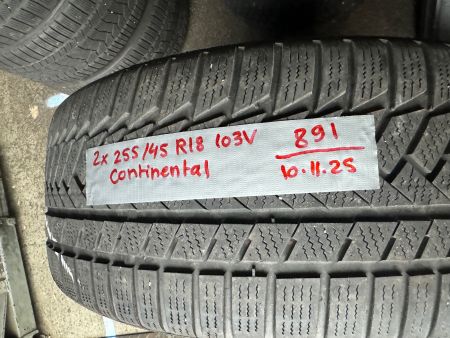 2x 255/45 R18 103V
Continental
891
10.11.25